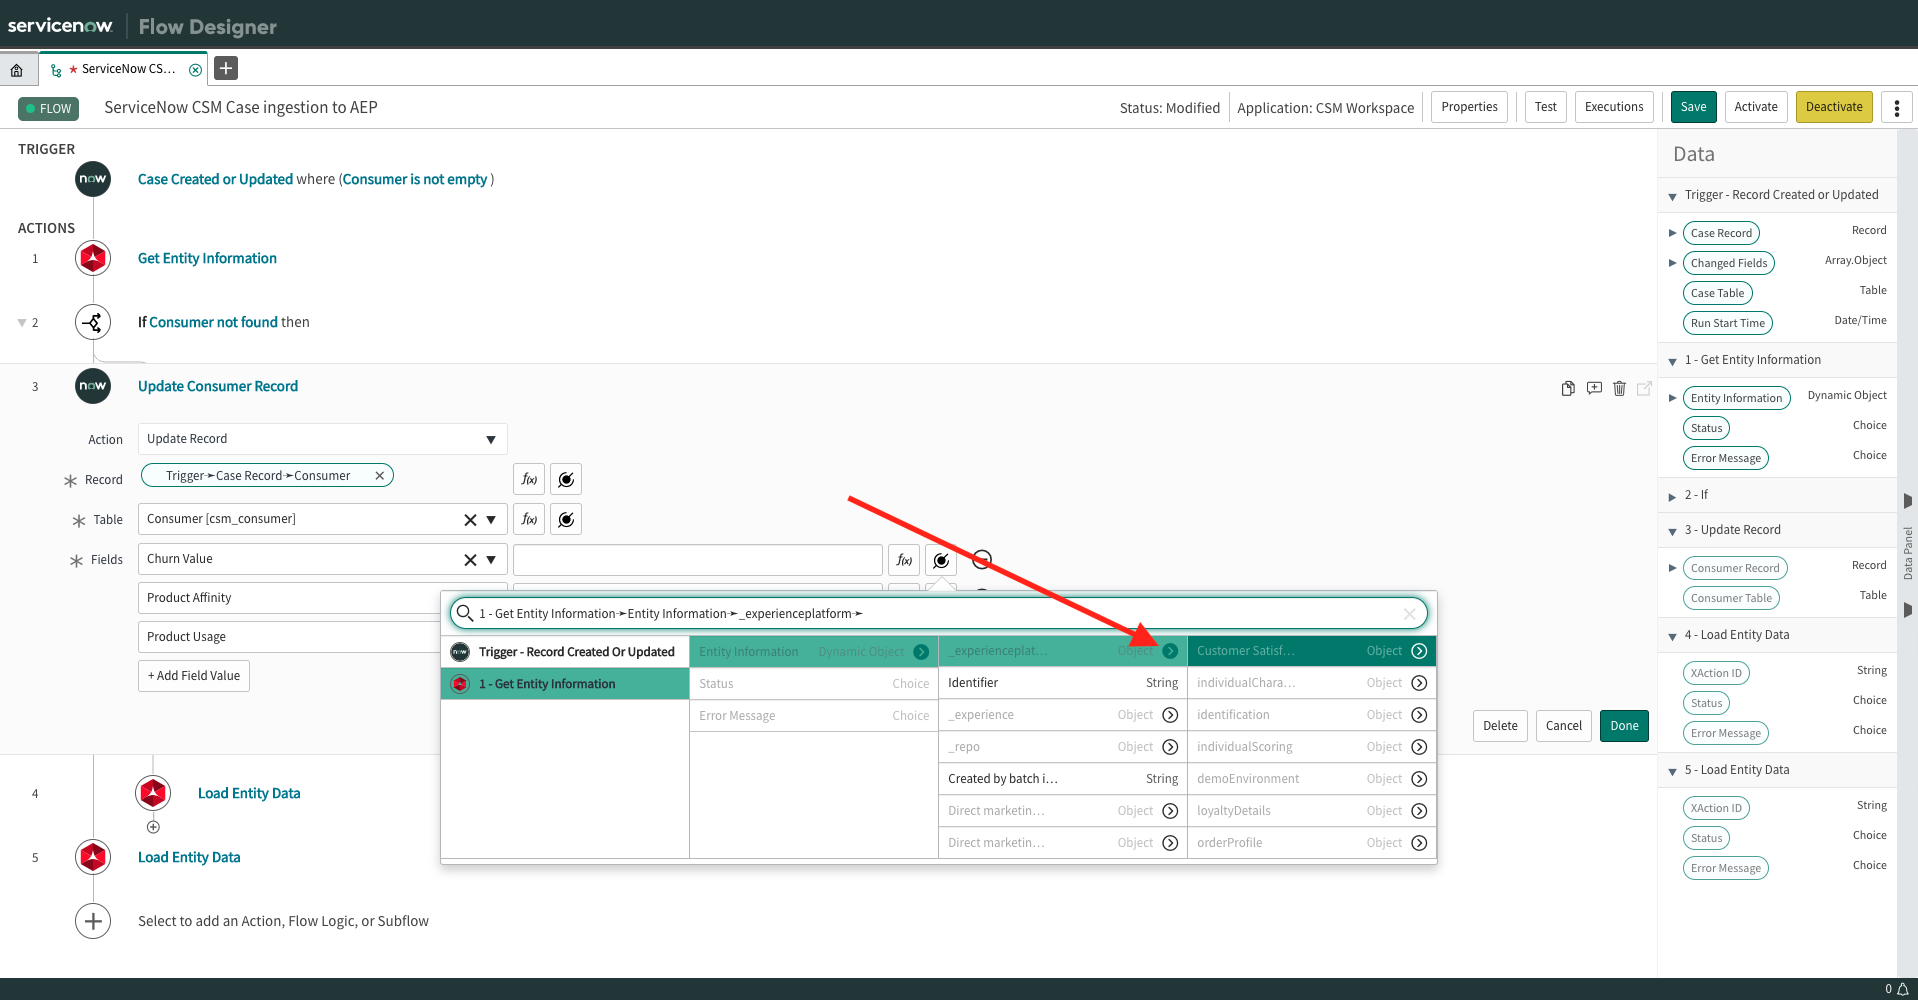 servicenow Flow Designer
* ServiceNow CS...
FLOW ServiceNow CSM Case ingestion to AEP Status: Modified Application: CSM Workspace Properties Test Executions Save Activate Deactivate
TRIGGER
now Case Created or Updated where (Consumer is not empty )
ACTIONS
1 Get Entity Information
2 If Consumer not found then
3 now Update Consumer Record
Action Update Record
Record Trigger➛Case Record➛Consumer f(x)
Table Consumer [csm_consumer] f(x)
Fields Churn Value f(x)
Product Affinity
Product Usage
+ Add Field Value
1 - Get Entity Information➛Entity Information➛_experienceplatform➛
now Trigger - Record Created Or Updated Entity Information Dynamic Object _experienceplat... Object Customer Satisf... Object
1 - Get Entity Information Status Choice Identifier String individualChara... Object
Error Message Choice _experience Object identification Object
_repo Object individualScoring Object
Created by batch i... String demoEnvironment Object
Direct marketin... Object loyaltyDetails Object
Direct marketin... Object orderProfile Object
Delete Cancel Done
4 Load Entity Data
5 Load Entity Data
Select to add an Action, Flow Logic, or Subflow
Data
Trigger - Record Created or Updated
Case Record Record
Changed Fields Array.Object
Case Table Table
Run Start Time Date/Time
1 - Get Entity Information
Entity Information Dynamic Object
Status Choice
Error Message Choice
2 - If
3 - Update Record
Consumer Record Record
Consumer Table Table
4 - Load Entity Data
XAction ID String
Status Choice
Error Message Choice
5 - Load Entity Data
XAction ID String
Status Choice
Error Message Choice
Data Panel
0